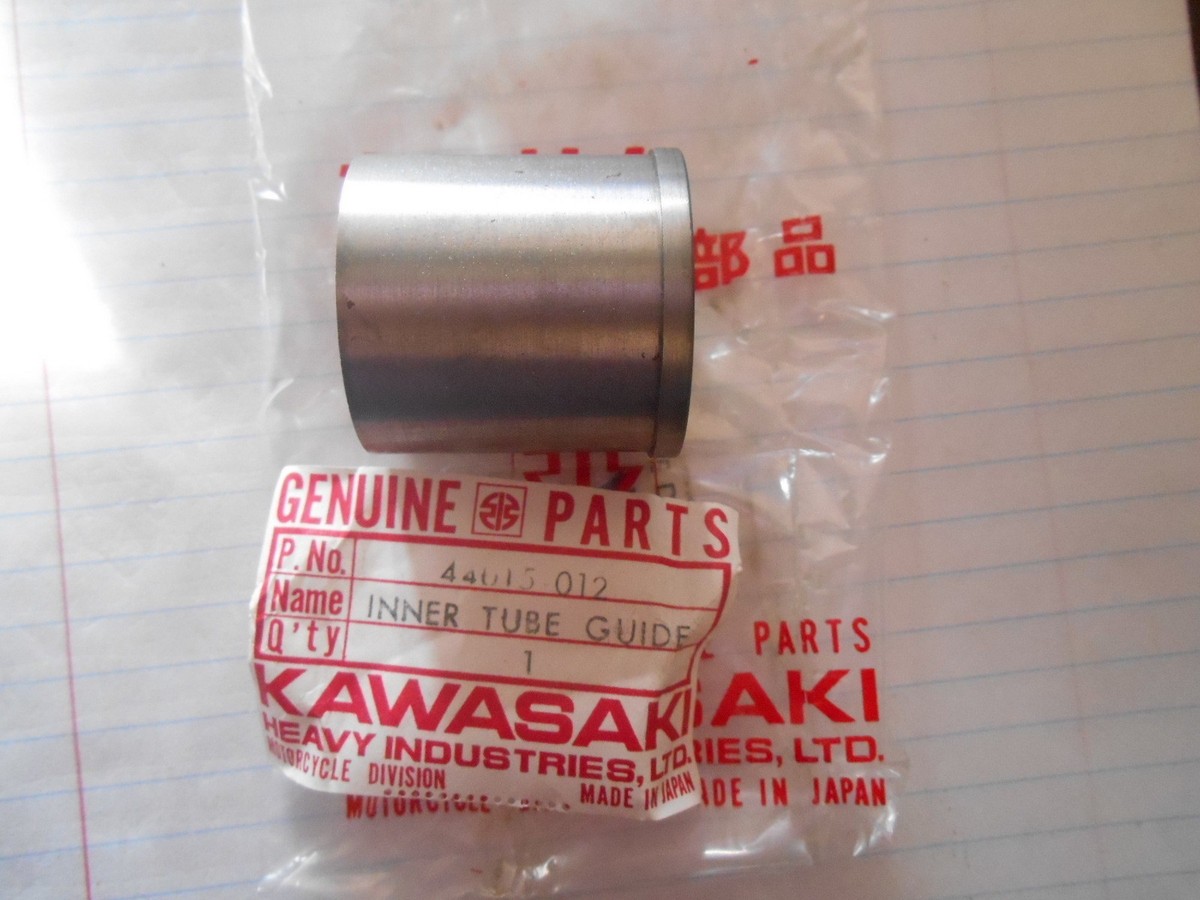 部品
GENUINE PARTS
P. No. 44015 012
Name INNER TUBE GUIDE
Q'ty 1
KAWASAKI
HEAVY INDUSTRIES, LTD.
MOTORCYCLE DIVISION
MADE IN JAPAN
PARTS
SAKI
RIES, LTD.
MOTORCYCLE
ADE IN JAPAN